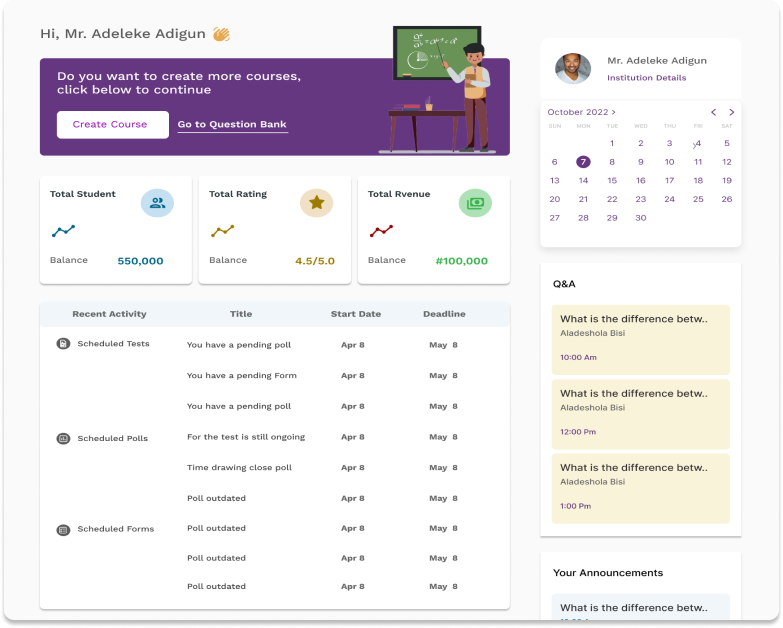 Hi, Mr. Adeleke Adigun
Do you want to create more courses,
click below to continue
Create Course
Go to Question Bank
Total Student
Balance
550,000
Total Rating
Balance
4.5/5.0
Total Rvenue
Balance
#100,000
Recent Activity Title Start Date Deadline
Scheduled Tests You have a pending poll Apr 8 May 8
You have a pending Form Apr 8 May 8
You have a pending poll Apr 8 May 8
Scheduled Polls For the test is still ongoing Apr 8 May 8
Time drawing close poll Apr 8 May 8
Poll outdated Apr 8 May 8
Scheduled Forms Poll outdated Apr 8 May 8
Poll outdated Apr 8 May 8
Poll outdated Apr 8 May 8
Mr. Adeleke Adigun
Institution Details
October 2022
SUN MON TUE WED THU FRI SAT
1 2 3 4 5
6 7 8 9 10 11 12
13 14 15 16 17 18 19
20 21 22 23 24 25 26
27 28 29 30
Q&A
What is the difference betw..
Aladeshola Bisi
10:00 Am
What is the difference betw..
Aladeshola Bisi
12:00 Pm
What is the difference betw..
Aladeshola Bisi
1:00 Pm
Your Announcements
What is the difference betw..